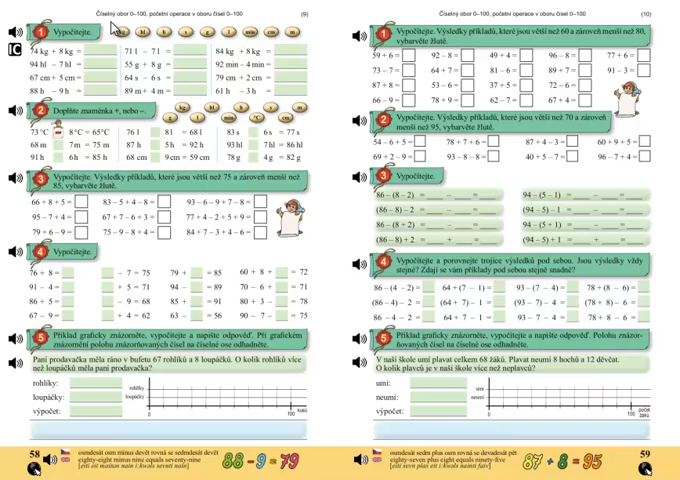 Číselný obor 0–100, početní operace v oboru čísel 0–100 (9)
1 Vypočítejte.
kg hl h s g l min cm m
74 kg + 8 kg = 71 l – 7 l = 84 kg + 8 kg =
94 hl – 7 hl = 55 g + 8 g = 92 min – 4 min =
67 cm + 5 cm = 64 s – 6 s = 79 cm + 2 cm =
88 h – 9 h = 89 m + 4 m = 61 h – 3 h =
2 Doplňte znaménka +, nebo –.
kg hl h s m
g l min °C cm
73 °C 8 °C = 65°C 76 l 81 = 68 l 83 s 6 s = 77 s
68 m 7 m = 75 m 87 h 5 h = 92 h 93 hl 7 hl = 86 hl
91 h 6 h = 85 h 68 cm 9 cm = 59 cm 78 g 4 g = 82 g
3 Vypočítejte. Výsledky příkladů, které jsou větší než 75 a zároveň menší než
85, vybarvěte žlutě.
66 + 8 + 5 = 83 – 5 + 4 – 8 = 93 – 6 – 9 + 7 – 8 =
95 – 7 + 4 = 67 + 7 – 6 + 3 = 77 + 4 – 2 + 5 + 9 =
79 + 6 – 9 = 75 – 9 – 8 + 4 = 84 + 7 – 3 + 4 – 6 =
4 Vypočítejte.
76 + 8 = – 7 = 75 79 + = 85 60 + 8 + = 72
91 – 4 = + 5 = 71 94 – = 89 70 – 6 + = 71
86 + 5 = – 9 = 68 85 + = 91 80 + 3 – = 78
67 – 9 = + 4 = 62 63 – = 56 90 – 7 – = 75
5 Příklad graficky znázorněte, vypočítejte a napište odpověď. Při grafickém
znázornění polohu znázorňovaných čísel na číselné ose odhadněte.
Paní prodavačka měla ráno v bufetu 67 rohlíků a 8 loupáčků. O kolik rohlíků více
než loupáčků měla paní prodavačka?
rohlíky: rohlíky
loupáčky: loupáčky
výpočet: 0 100 kusů
58 osmdesát osm minus devět rovná se sedmdesát devět
eighty-eight minus nine equals seventy-nine
88 – 9 = 79
Číselný obor 0–100, početní operace v oboru čísel 0–100 (10)
1 Vypočítejte. Výsledky příkladů, které jsou větší než 60 a zároveň menší než 80,
vybarvěte žlutě.
59 + 6 = 92 – 8 = 49 + 4 = 96 – 8 = 77 + 6 =
73 – 7 = 64 + 7 = 81 – 6 = 89 + 7 = 91 – 3 =
87 + 8 = 53 – 6 = 37 + 5 = 72 – 6 =
66 – 9 = 78 + 9 = 62 – 7 = 67 + 4 =
2 Vypočítejte. Výsledky příkladů, které jsou větší než 70 a zároveň
menší než 95, vybarvěte žlutě.
54 – 6 + 5 = 78 + 7 + 6 = 87 + 4 – 3 = 60 + 9 + 5 =
69 + 2 – 9 = 93 – 8 – 8 = 40 + 5 – 7 = 96 – 7 + 4 =
3 Vypočítejte.
86 – (8 – 2) = – = 94 – (5 – 1) = – =
(86 – 8) – 2 = – = (94 – 5) – 1 = – =
86 – (8 + 2) = – = 94 – (5 + 1) = – =
(86 – 8) + 2 = + = (94 – 5) + 1 = + =
4 Vypočítejte a porovnejte trojice výsledků pod sebou. Jsou výsledky vždy
stejné? Zdají se vám příklady pod sebou stejně snadné?
86 – (4 – 2) = 64 + (7 – 1) = 93 – (7 – 4) = 78 + (8 – 6) =
(86 – 4) – 2 = (64 + 7) – 1 = (93 – 7) – 4 = (78 + 8) – 6 =
86 – 4 – 2 = 64 + 7 – 1 = 93 – 7 – 4 = 78 + 8 – 6 =
5 Příklad graficky znázorněte, vypočítejte a napište odpověď. Polohu znázor-
ňovaných čísel na číselné ose odhadněte.
V naší škole umí plavat celkem 68 žáků. Plavat neumí 8 hochů a 12 děvčat.
O kolik plavců je v naší škole více než neplavců?
umí: umí
neumí: neumí
výpočet: 0 100 počet žáků
osmdesát sedm plus osm rovná se devadesát pět
eighty-seven plus eight equals ninety-five
87 + 8 = 95
59